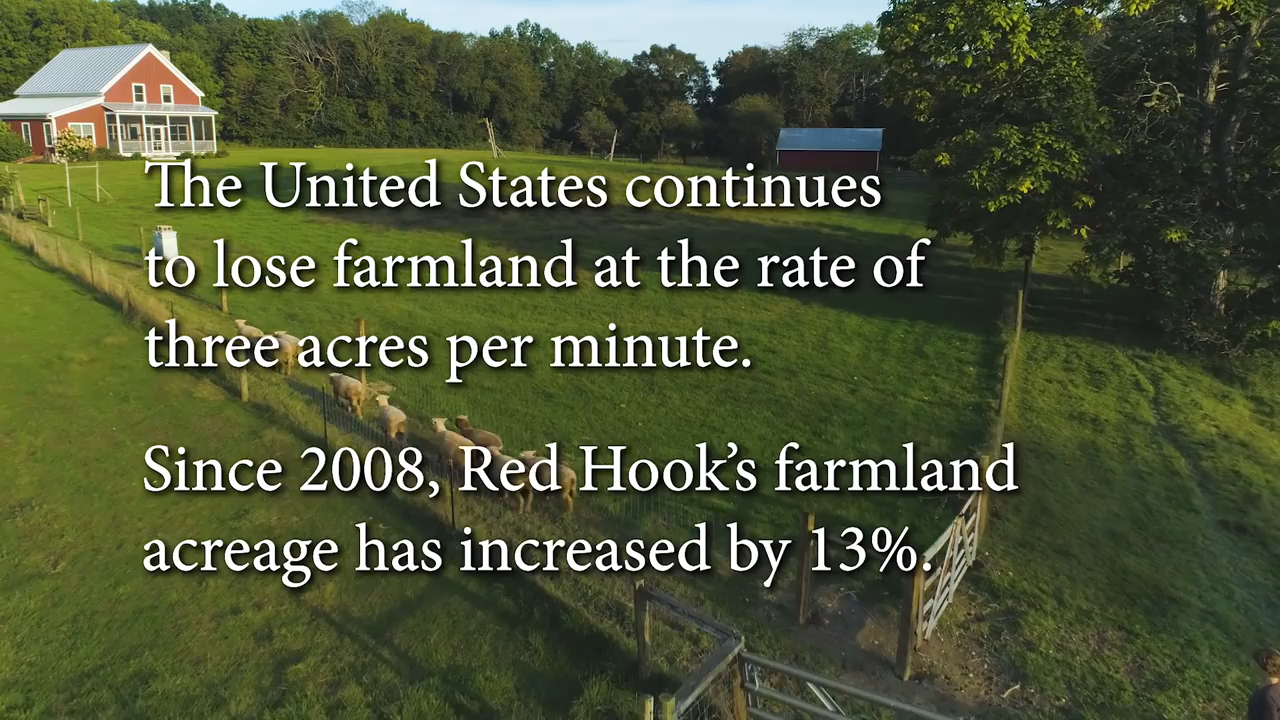 The United States continues
to lose farmland at the rate of
three acres per minute.
Since 2008, Red Hook’s farmland
acreage has increased by 13%.